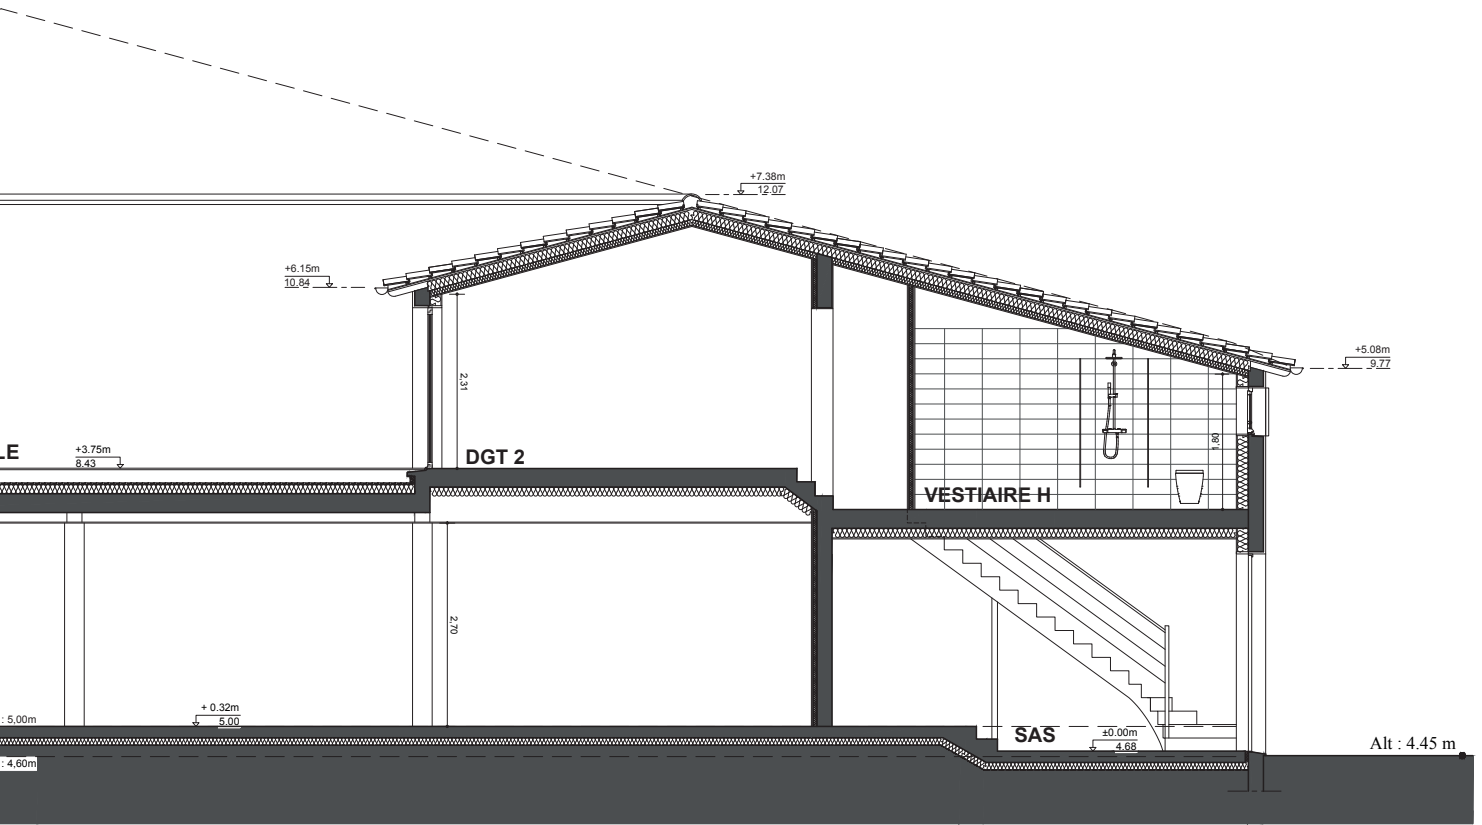 +7.38m
12.07
+6.15m
10.84
+5.08m
9.77
2,31
LE
+3.75m
8.43
DGT 2
1,80
VESTIAIRE H
2,70
+ 0.32m
5.00
: 5,00m
SAS
±0.00m
4.68
Alt : 4.45 m
: 4,60m